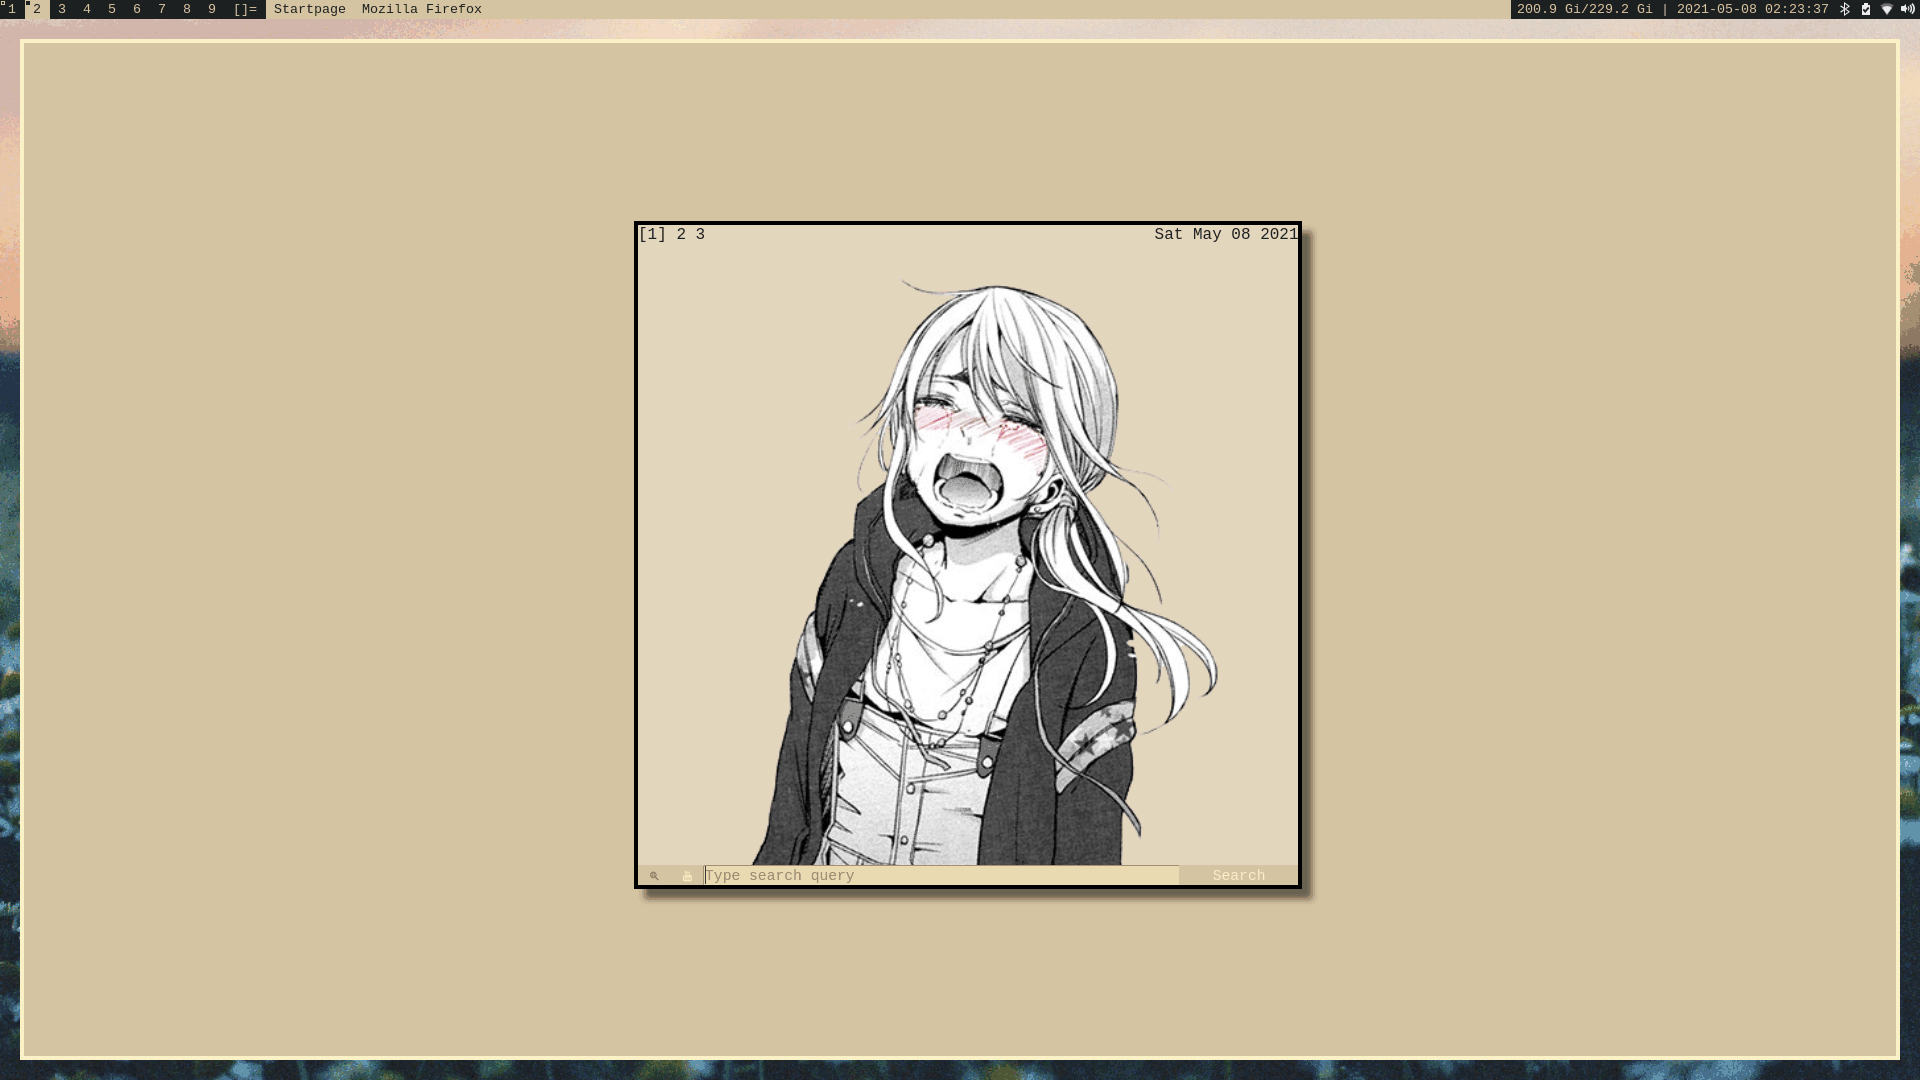 1 2 3 4 5 6 7 8 9 []= Startpage  Mozilla Firefox 200.9 Gi/229.2 Gi | 2021-05-08 02:23:37
[1] 2 3 Sat May 08 2021
Type search query Search